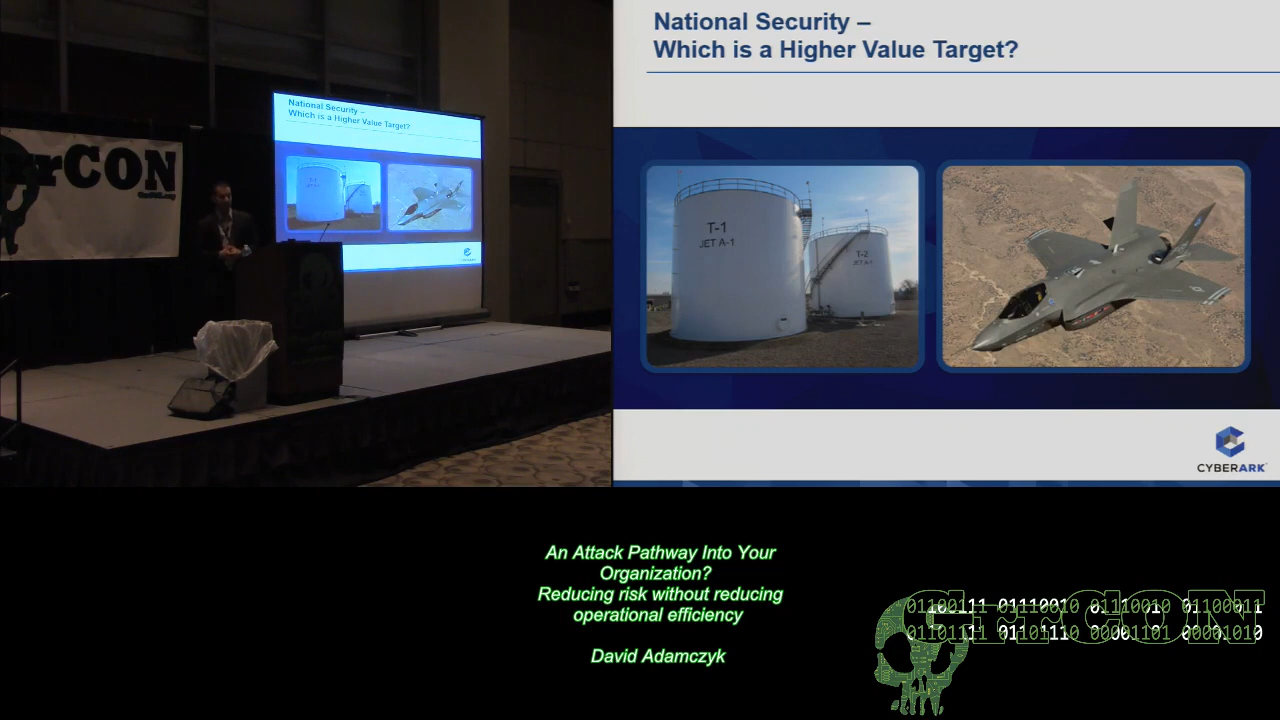 National Security –
Which is a Higher Value Target?
rrCON
National Security –
Which is a Higher Value Target?
T-1
JET A-1
T-2
JET A-1
CYBERARK
An Attack Pathway Into Your
Organization?
Reducing risk without reducing
operational efficiency
David Adamczyk
GrrCON
01100111 01110010 01110010 01100011
01101111 01101110 00001101 00001010